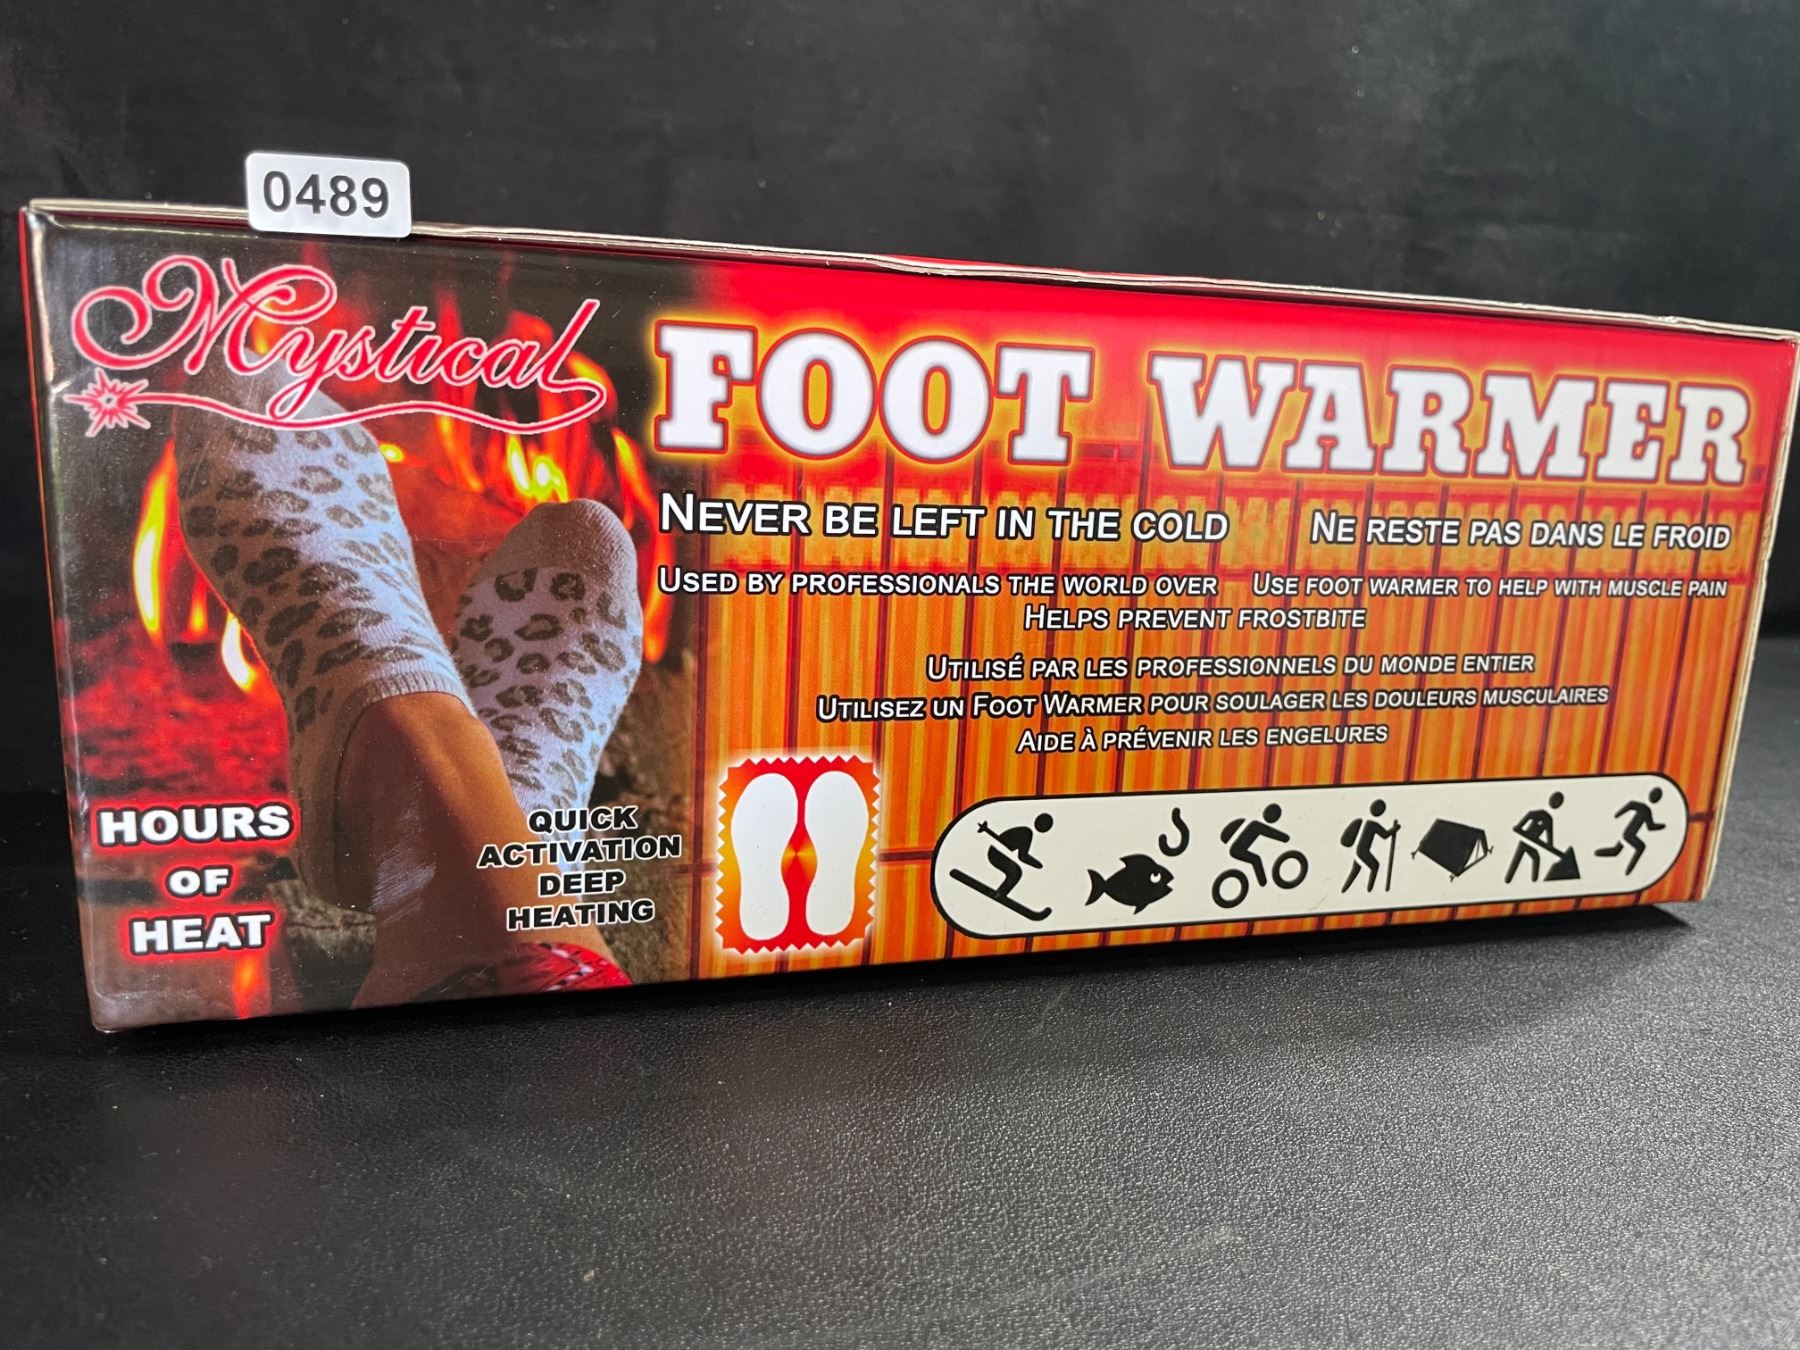 0489
Mystical
FOOT WARMER
NEVER BE LEFT IN THE COLD
NE RESTE PAS DANS LE FROID
USED BY PROFESSIONALS THE WORLD OVER
USE FOOT WARMER TO HELP WITH MUSCLE PAIN
HELPS PREVENT FROSTBITE
UTILISÉ PAR LES PROFESSIONNELS DU MONDE ENTIER
UTILISEZ UN FOOT WARMER POUR SOULAGER LES DOULEURS MUSCULAIRES
AIDE À PRÉVENIR LES ENGELURES
HOURS
OF
HEAT
QUICK
ACTIVATION
DEEP
HEATING